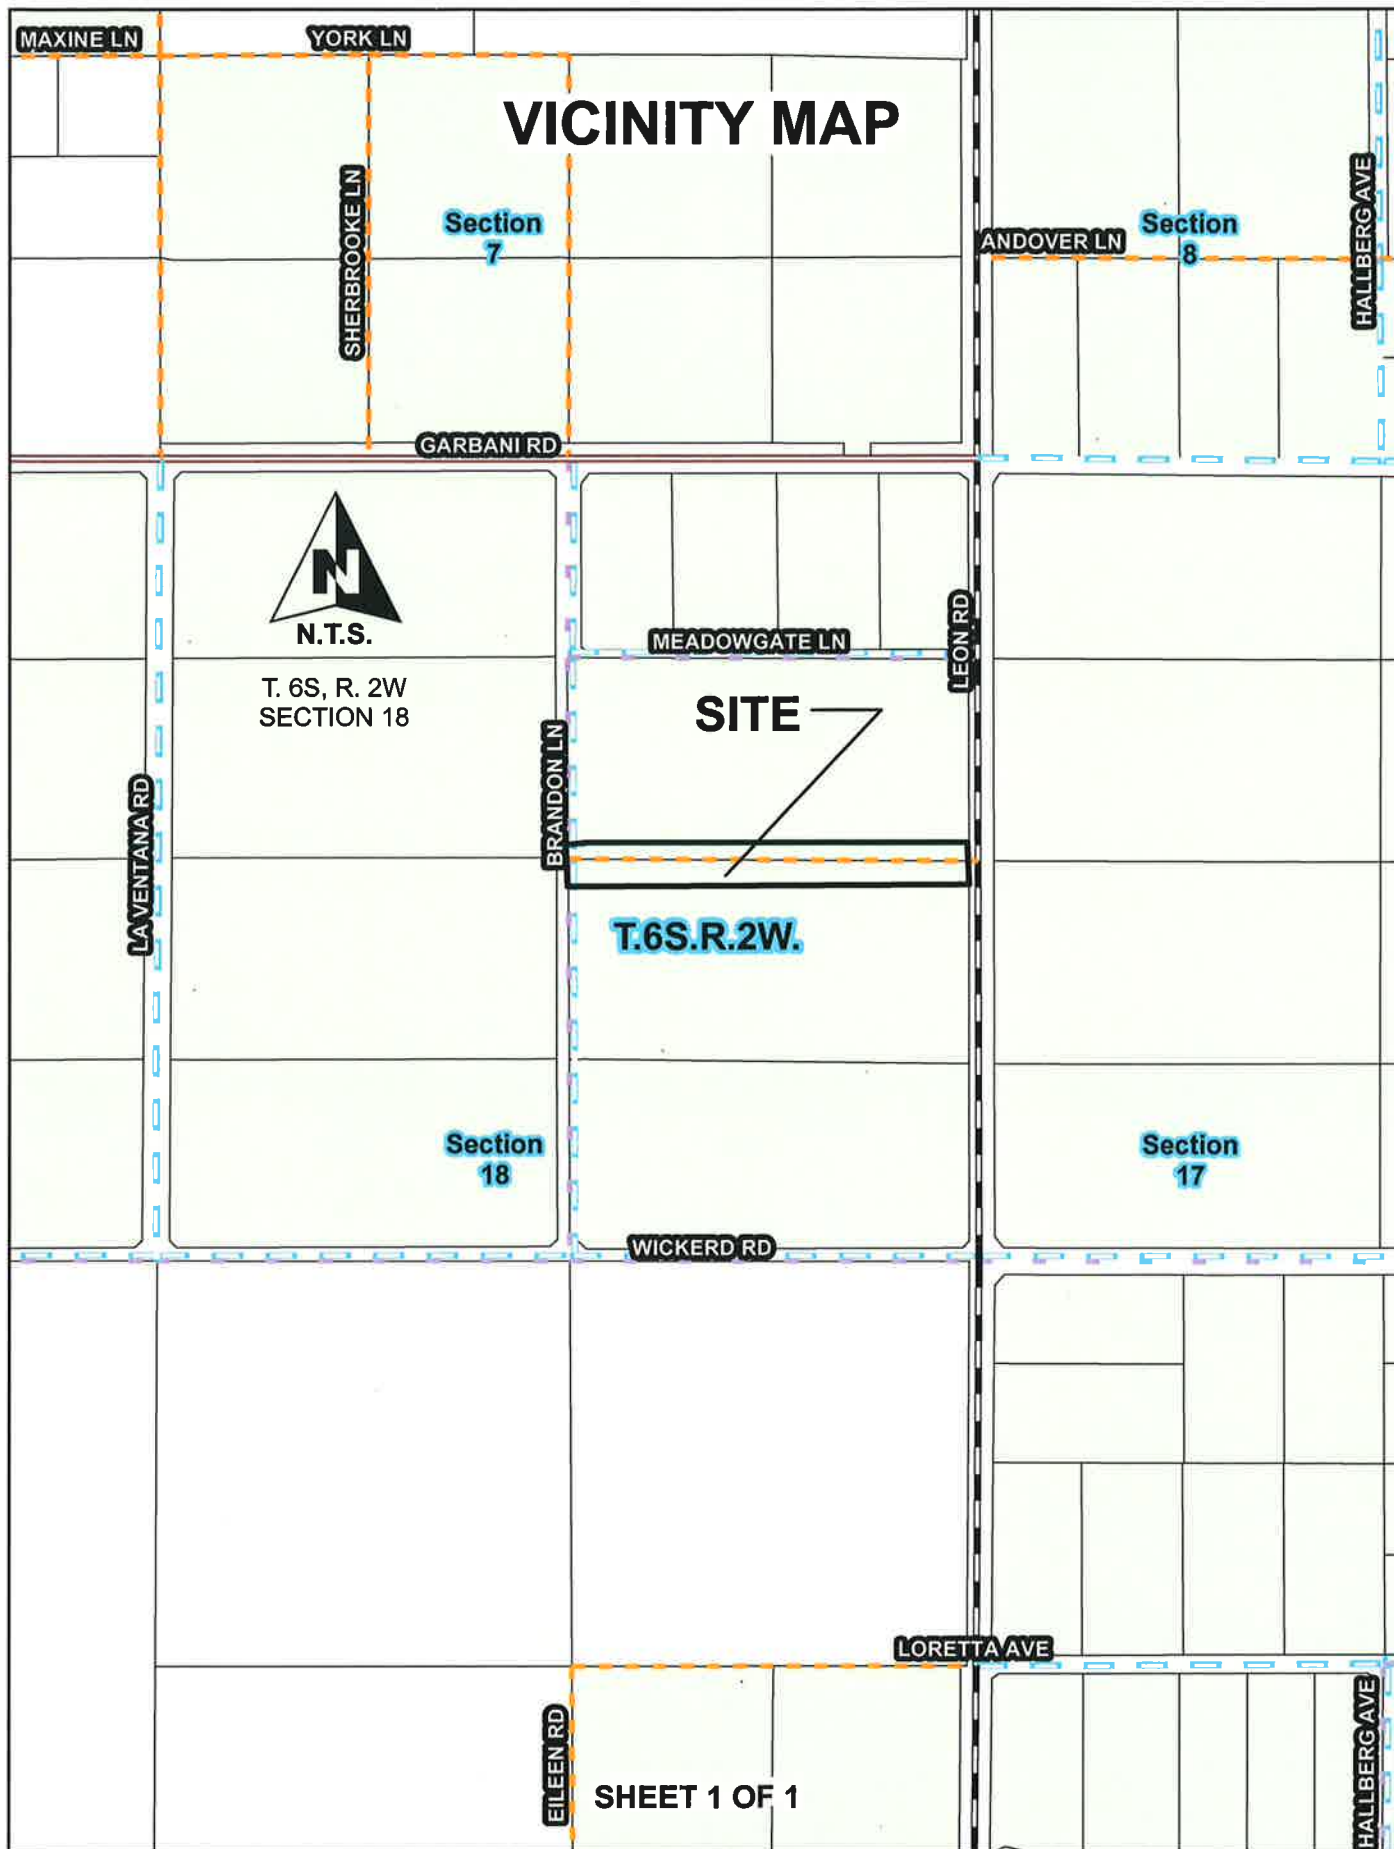 MAXINE LN
YORK LN
VICINITY MAP
SHERBROOKE LN
Section
7
ANDOVER LN
Section
8
HALLBERG AVE
GARBANI RD
N
N.T.S.
T. 6S, R. 2W
SECTION 18
MEADOWGATE LN
LEON RD
SITE
BRANDON LN
LA VENTANA RD
T.6S.R.2W.
Section
18
Section
17
WICKERD RD
LORETTA AVE
EILEEN RD
SHEET 1 OF 1
HALLBERG AVE